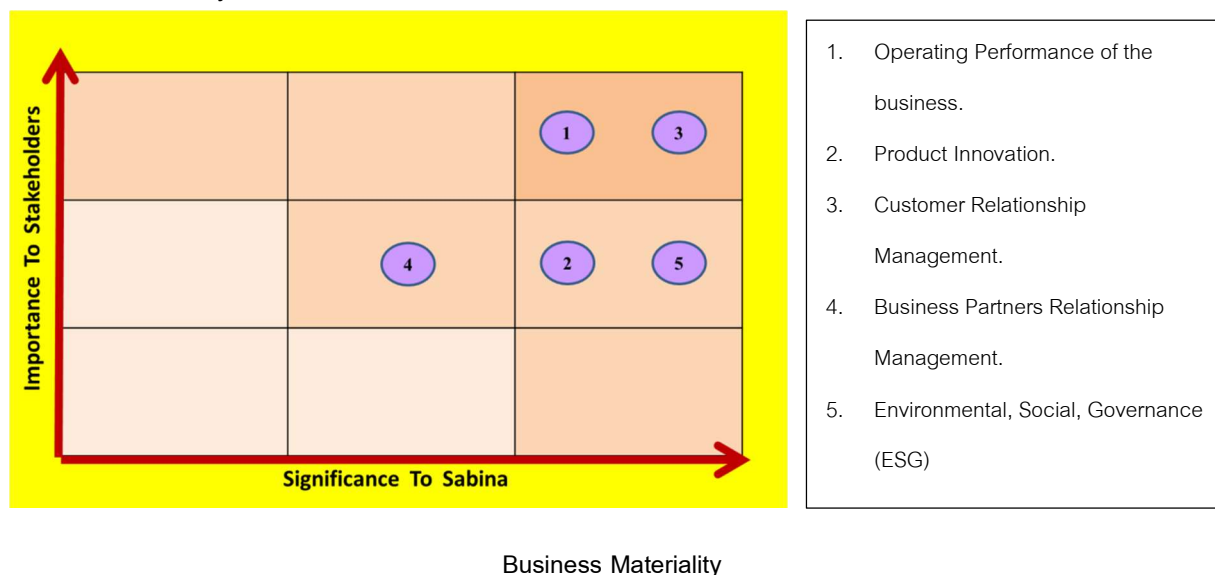 Importance To Stakeholders
1
3
4
2
5
Significance To Sabina
1. Operating Performance of the
business.
2. Product Innovation.
3. Customer Relationship
Management.
4. Business Partners Relationship
Management.
5. Environmental, Social, Governance
(ESG)
Business Materiality